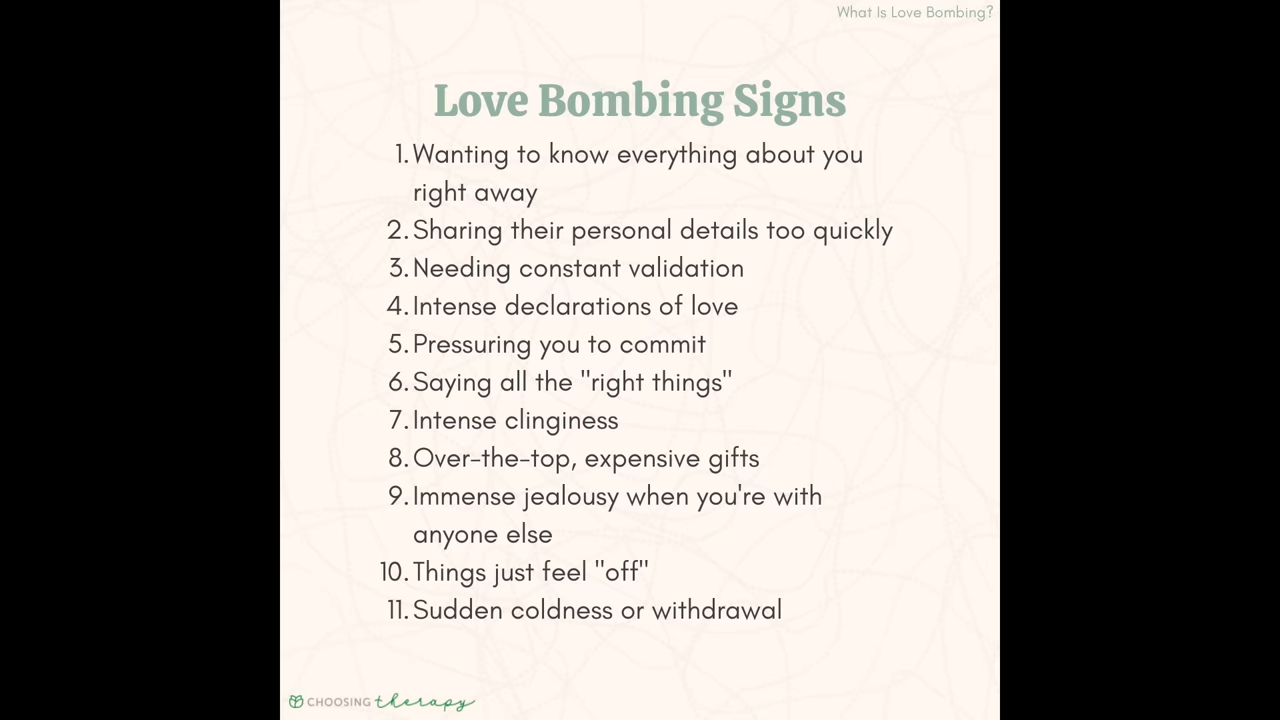 What Is Love Bombing?
Love Bombing Signs
1. Wanting to know everything about you
right away
2. Sharing their personal details too quickly
3. Needing constant validation
4. Intense declarations of love
5. Pressuring you to commit
6. Saying all the "right things"
7. Intense clinginess
8. Over-the-top, expensive gifts
9. Immense jealousy when you're with
anyone else
10. Things just feel "off"
11. Sudden coldness or withdrawal
CHOOSING therapy